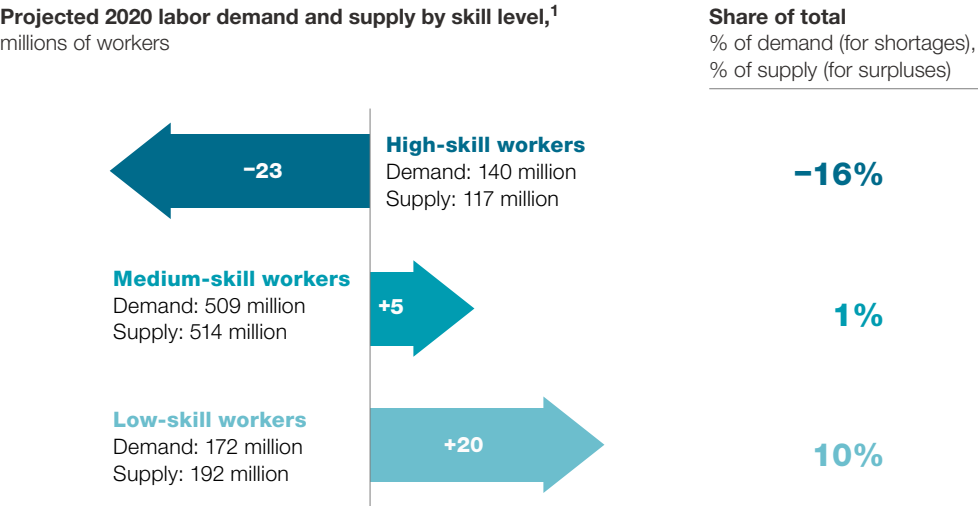 Projected 2020 labor demand and supply by skill level,1
millions of workers
Share of total
% of demand (for shortages),
% of supply (for surpluses)
−23
High-skill workers
Demand: 140 million
Supply: 117 million
−16%
Medium-skill workers
Demand: 509 million
Supply: 514 million
+5
1%
Low-skill workers
Demand: 172 million
Supply: 192 million
+20
10%